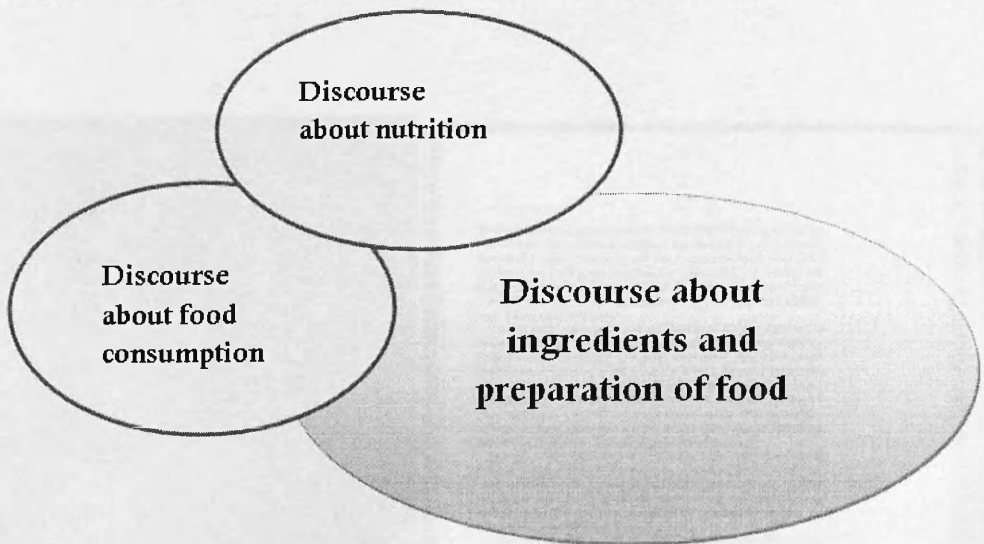 Discourse
about nutrition
Discourse
about food
consumption
Discourse about
ingredients and
preparation of food